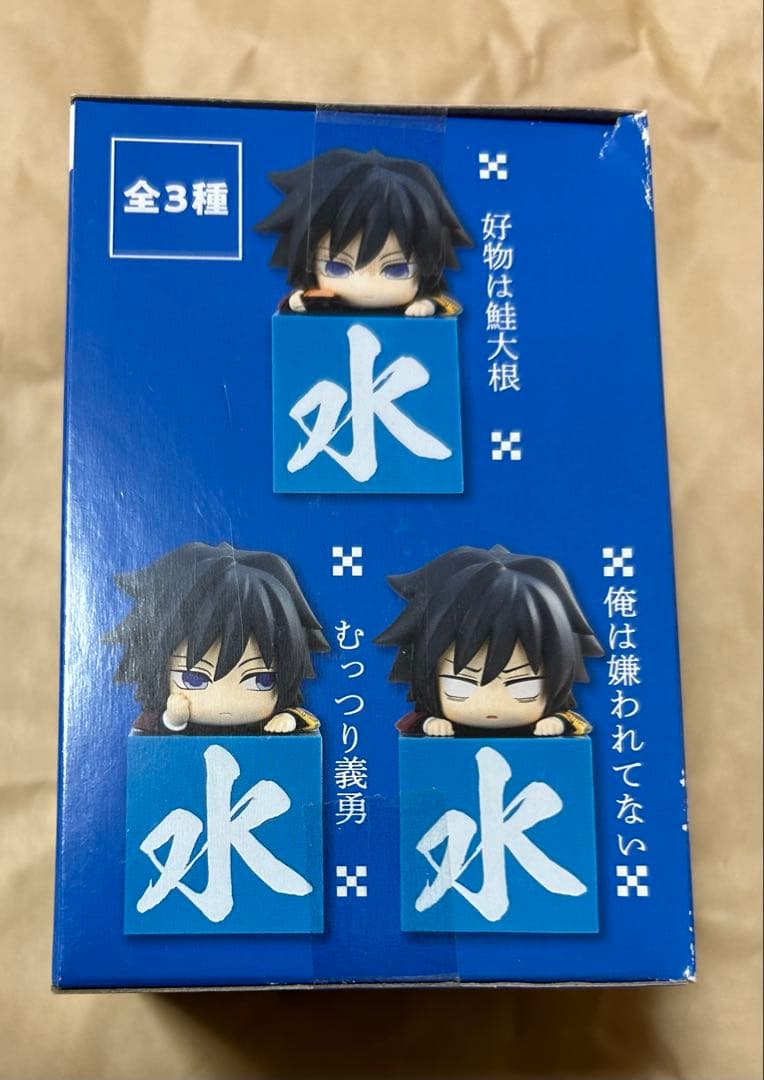 全3種
好物は鮭大根
水
俺は嫌われてない
むっつり義勇
水
水